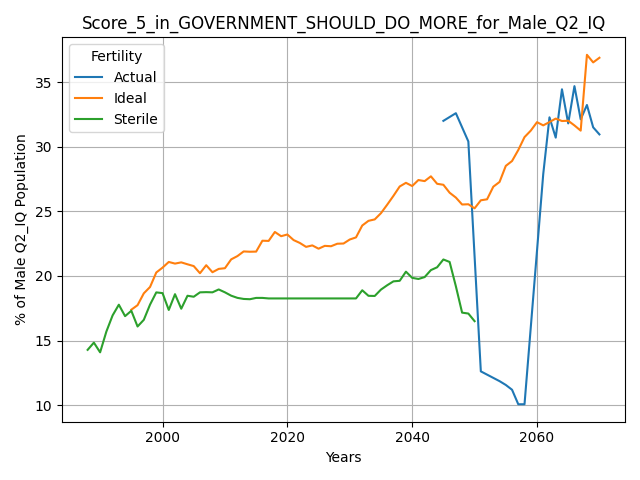 Score_5_in_GOVERNMENT_SHOULD_DO_MORE_for_Male_Q2_IQ
Fertility
Actual
Ideal
Sterile
% of Male Q2_IQ Population
35
30
25
20
15
10
2000
2020
2040
2060
Years